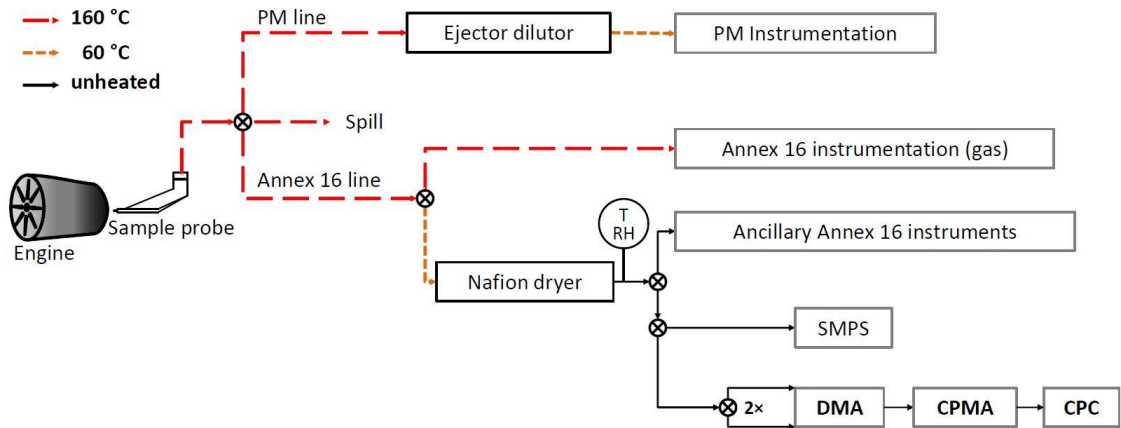 160 °C
60 °C
unheated
PM line
Ejector dilutor
PM Instrumentation
Spill
Annex 16 line
Annex 16 instrumentation (gas)
Sample probe
Engine
T
RH
Ancillary Annex 16 instruments
Nafion dryer
SMPS
2×
DMA
CPMA
CPC